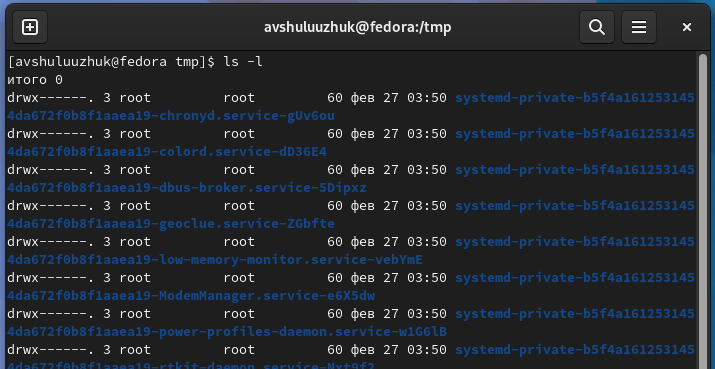 avshuluuzhuk@fedora:/tmp
[avshuluuzhuk@fedora tmp]$ ls -l
итого 0
drwx------. 3 root root 60 фев 27 03:50 systemd-private-b5f4a161253145
4da672f0b8f1aaea19-chronyd.service-gUv6ou
drwx------. 3 root root 60 фев 27 03:50 systemd-private-b5f4a161253145
4da672f0b8f1aaea19-colord.service-dD36E4
drwx------. 3 root root 60 фев 27 03:50 systemd-private-b5f4a161253145
4da672f0b8f1aaea19-dbus-broker.service-5Dipxz
drwx------. 3 root root 60 фев 27 03:50 systemd-private-b5f4a161253145
4da672f0b8f1aaea19-geoclue.service-ZGbfte
drwx------. 3 root root 60 фев 27 03:50 systemd-private-b5f4a161253145
4da672f0b8f1aaea19-low-memory-monitor.service-vebYmE
drwx------. 3 root root 60 фев 27 03:50 systemd-private-b5f4a161253145
4da672f0b8f1aaea19-ModemManager.service-e6X5dw
drwx------. 3 root root 60 фев 27 03:50 systemd-private-b5f4a161253145
4da672f0b8f1aaea19-power-profiles-daemon.service-w1G6lB
drwx------. 3 root root 60 фев 27 03:50 systemd-private-b5f4a161253145
4da672f0b8f1aaea19-rtkit-daemon.service-Nxt9f2